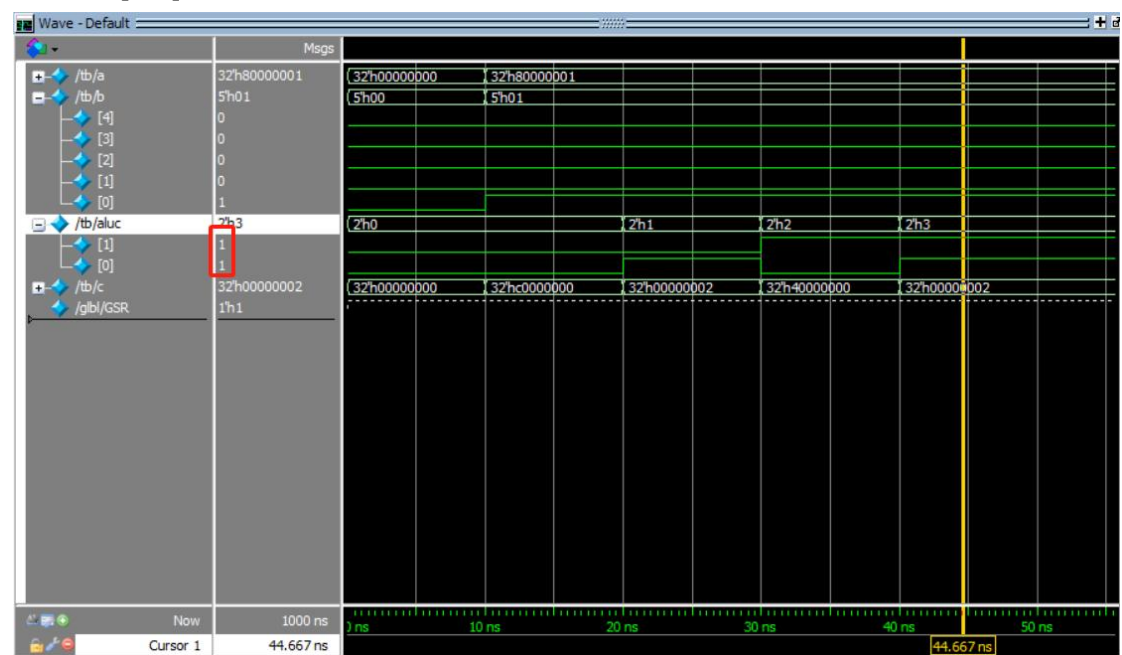 Wave - Default
Msgs
/tb/a 32'h80000001 32'h00000000 32'h80000001
/tb/b 5'h01 5'h00 5'h01
[4] 0
[3] 0
[2] 0
[1] 0
[0] 1
/tb/aluc 2'h3 2'h0 2'h1 2'h2 2'h3
[1] 1
[0] 1
/tb/c 32'h00000002 32'h00000000 32'hc0000000 32'h00000002 32'h40000000 32'h00000002
/glbl/GSR 1'h1
Now 1000 ns ns 10 ns 20 ns 30 ns 40 ns 50 ns
Cursor 1 44.667 ns 44.667 ns